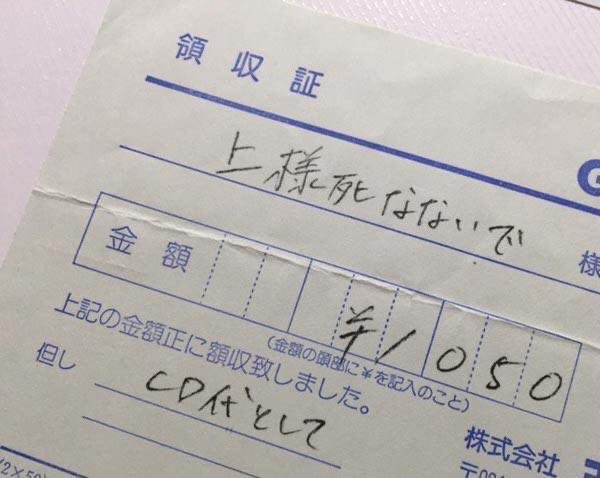 領収証
上様死なないで 様
金額 ¥1050
上記の金額正に領収致しました。
(金額の頭部に¥を記入のこと)
但し CD代として
株式会社